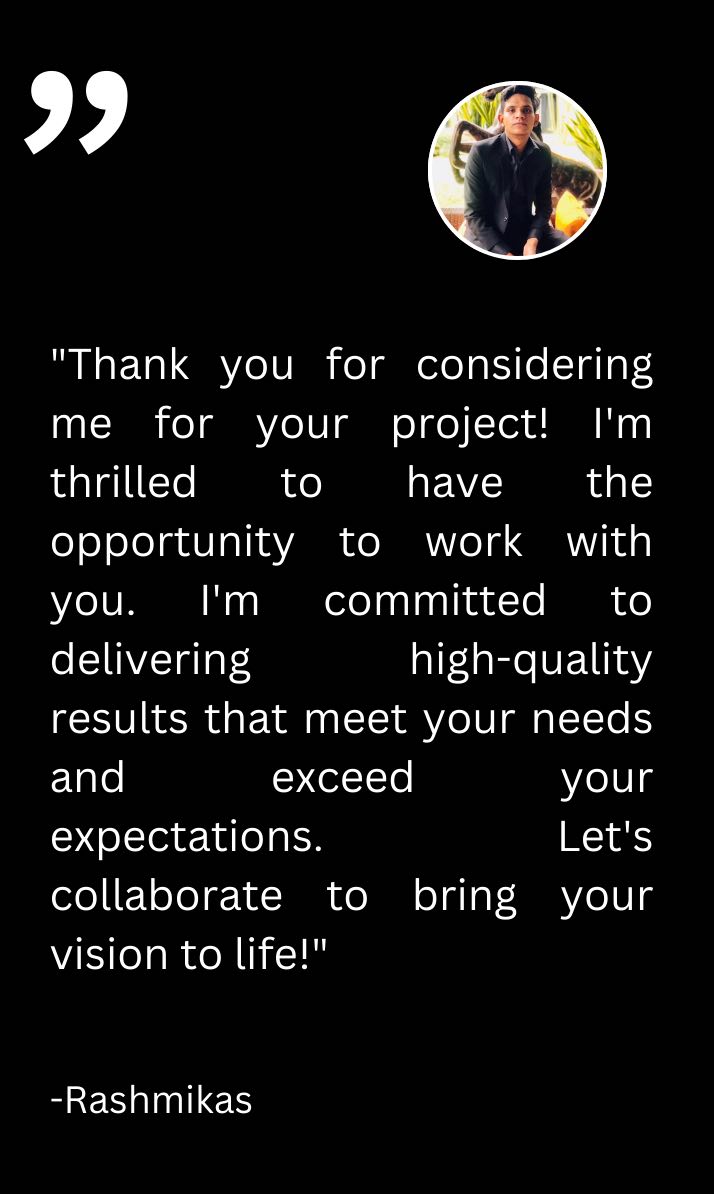 "Thank you for considering
me for your project! I'm
thrilled to have the
opportunity to work with
you. I'm committed to
delivering high-quality
results that meet your needs
and exceed your
expectations. Let's
collaborate to bring your
vision to life!"
-Rashmikas